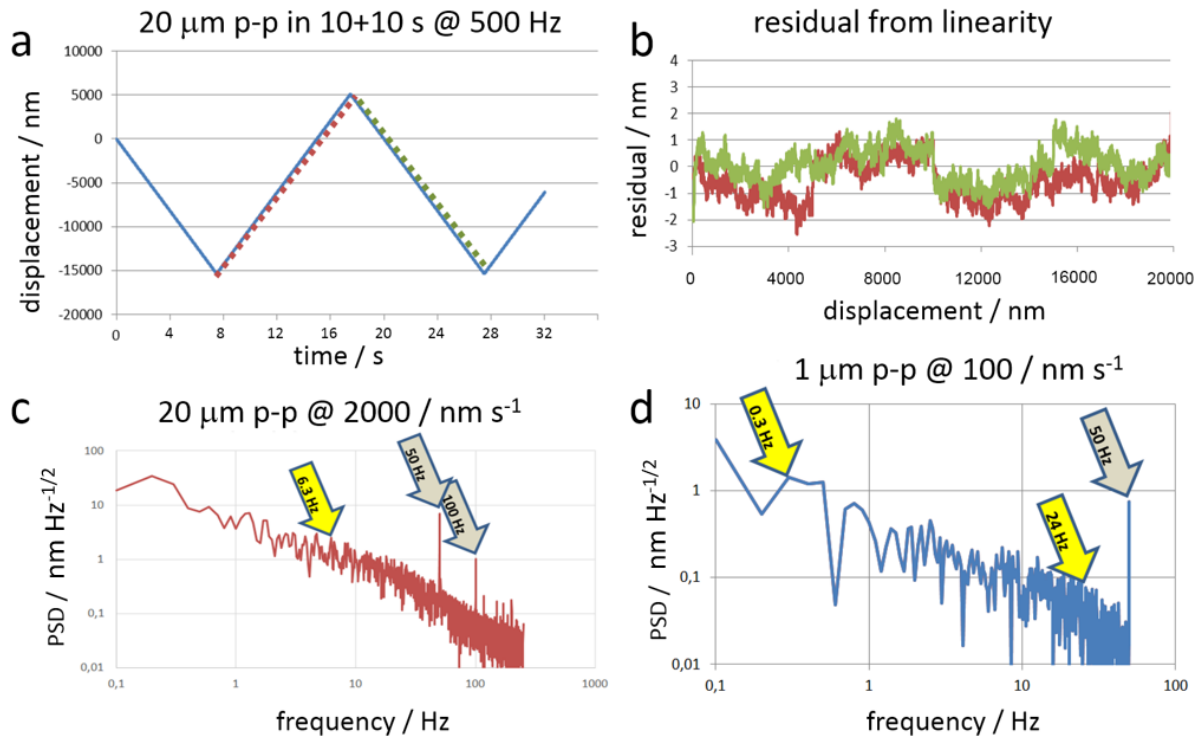 a
20 μm p-p in 10+10 s @ 500 Hz
displacement / nm
10000
5000
0
-5000
-10000
-15000
-20000
0 4 8 12 16 20 24 28 32
time / s
b
residual from linearity
residual / nm
4
3
2
1
0
-1
-2
-3
0 4000 8000 12000 16000 20000
displacement / nm
c
20 μm p-p @ 2000 / nm s-1
PSD / nm Hz-1/2
100
10
1
0,1
0,01
6.3 Hz
50 Hz
100 Hz
0,1 1 10 100 1000
frequency / Hz
d
1 μm p-p @ 100 / nm s-1
PSD / nm Hz-1/2
10
1
0,1
0,01
0.3 Hz
24 Hz
50 Hz
0,1 1 10 100
frequency / Hz